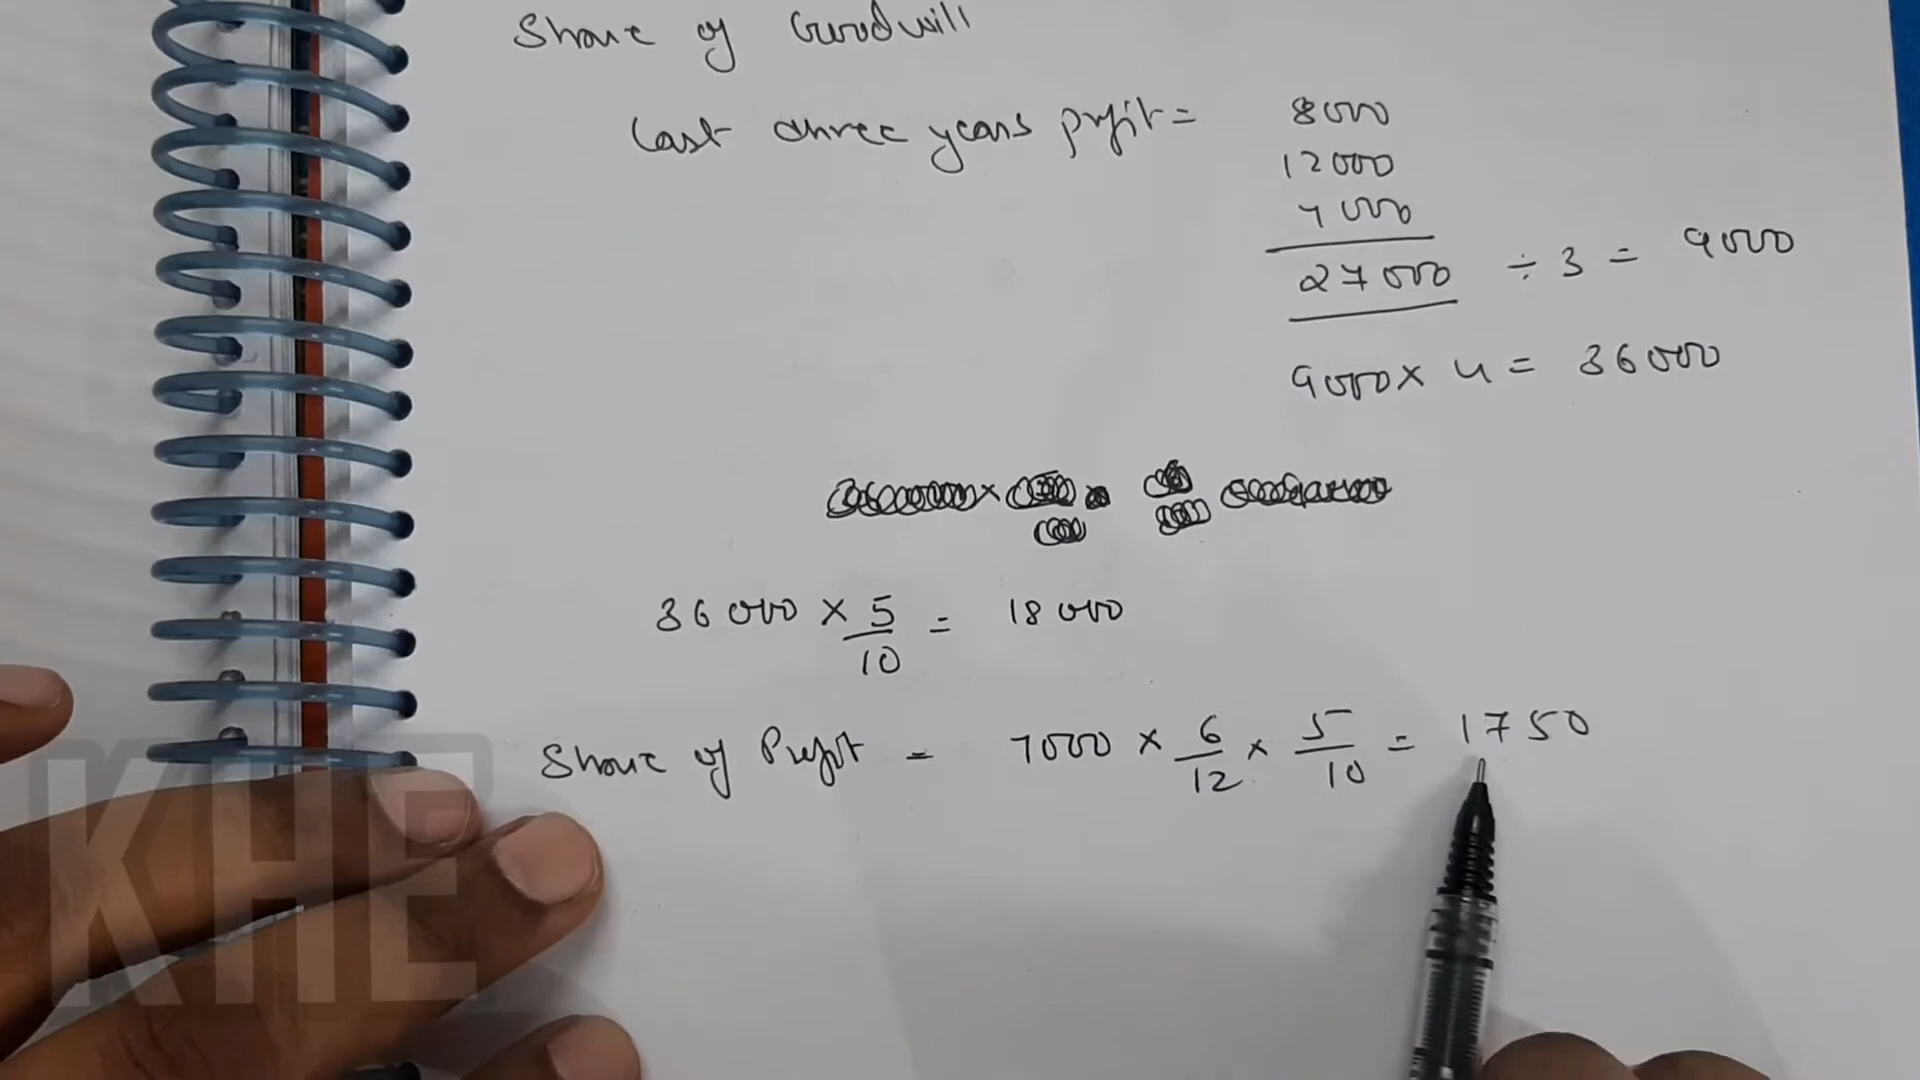 Share of Goodwill
Last three years profit = 8000
12000
7000
27000 ÷ 3 = 9000
9000 × 4 = 36000
36000 × 5/10 = 18000
Share of Profit = 7000 × 6/12 × 5/10 = 1750
KHE